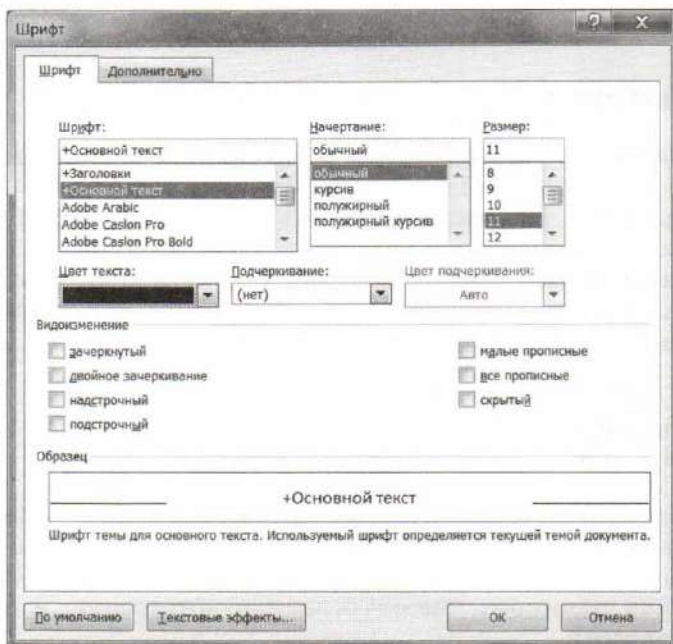 Шрифт
Шрифт Дополнительно
Шрифт: Начертание: Размер:
+Основной текст обычный 11
+Заголовки обычный 8
+Основной текст курсив 9
Adobe Arabic полужирный 10
Adobe Caslon Pro полужирный курсив 11
Adobe Caslon Pro Bold 12
Цвет текста: Подчеркивание: Цвет подчеркивания:
(нет) Авто
Видоизменение
зачеркнутый малые прописные
двойное зачеркивание все прописные
надстрочный скрытый
подстрочный
Образец
+Основной текст
Шрифт темы для основного текста. Используемый шрифт определяется текущей темой документа.
По умолчанию Текстовые эффекты... ОК Отмена